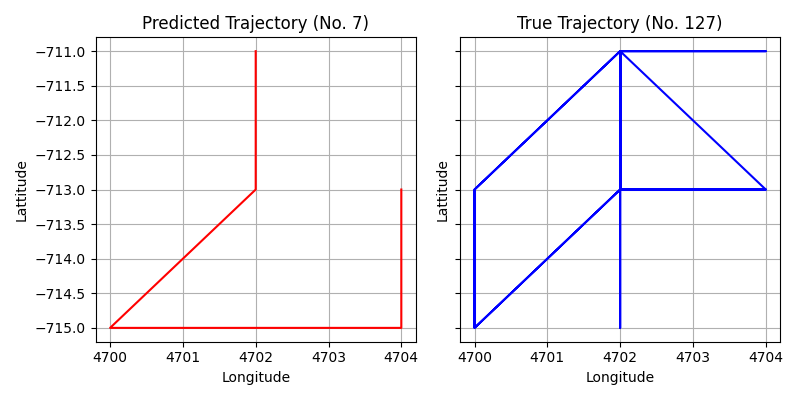 Predicted Trajectory (No. 7)
True Trajectory (No. 127)
Lattitude
−711.0
−711.5
−712.0
−712.5
−713.0
−713.5
−714.0
−714.5
−715.0
4700 4701 4702 4703 4704
Longitude
Lattitude
4700 4701 4702 4703 4704
Longitude